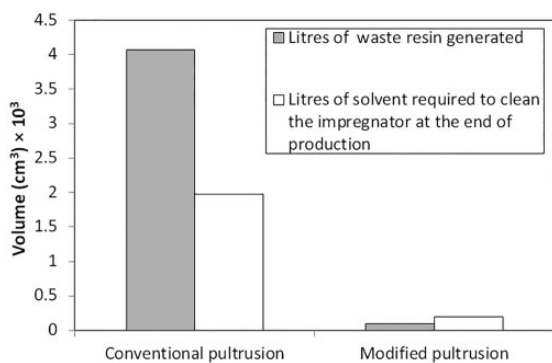 4.5
4
3.5
3
2.5
2
1.5
1
0.5
0
Volume (cm³) × 10³
Litres of waste resin generated
Litres of solvent required to clean
the impregnator at the end of
production
Conventional pultrusion
Modified pultrusion